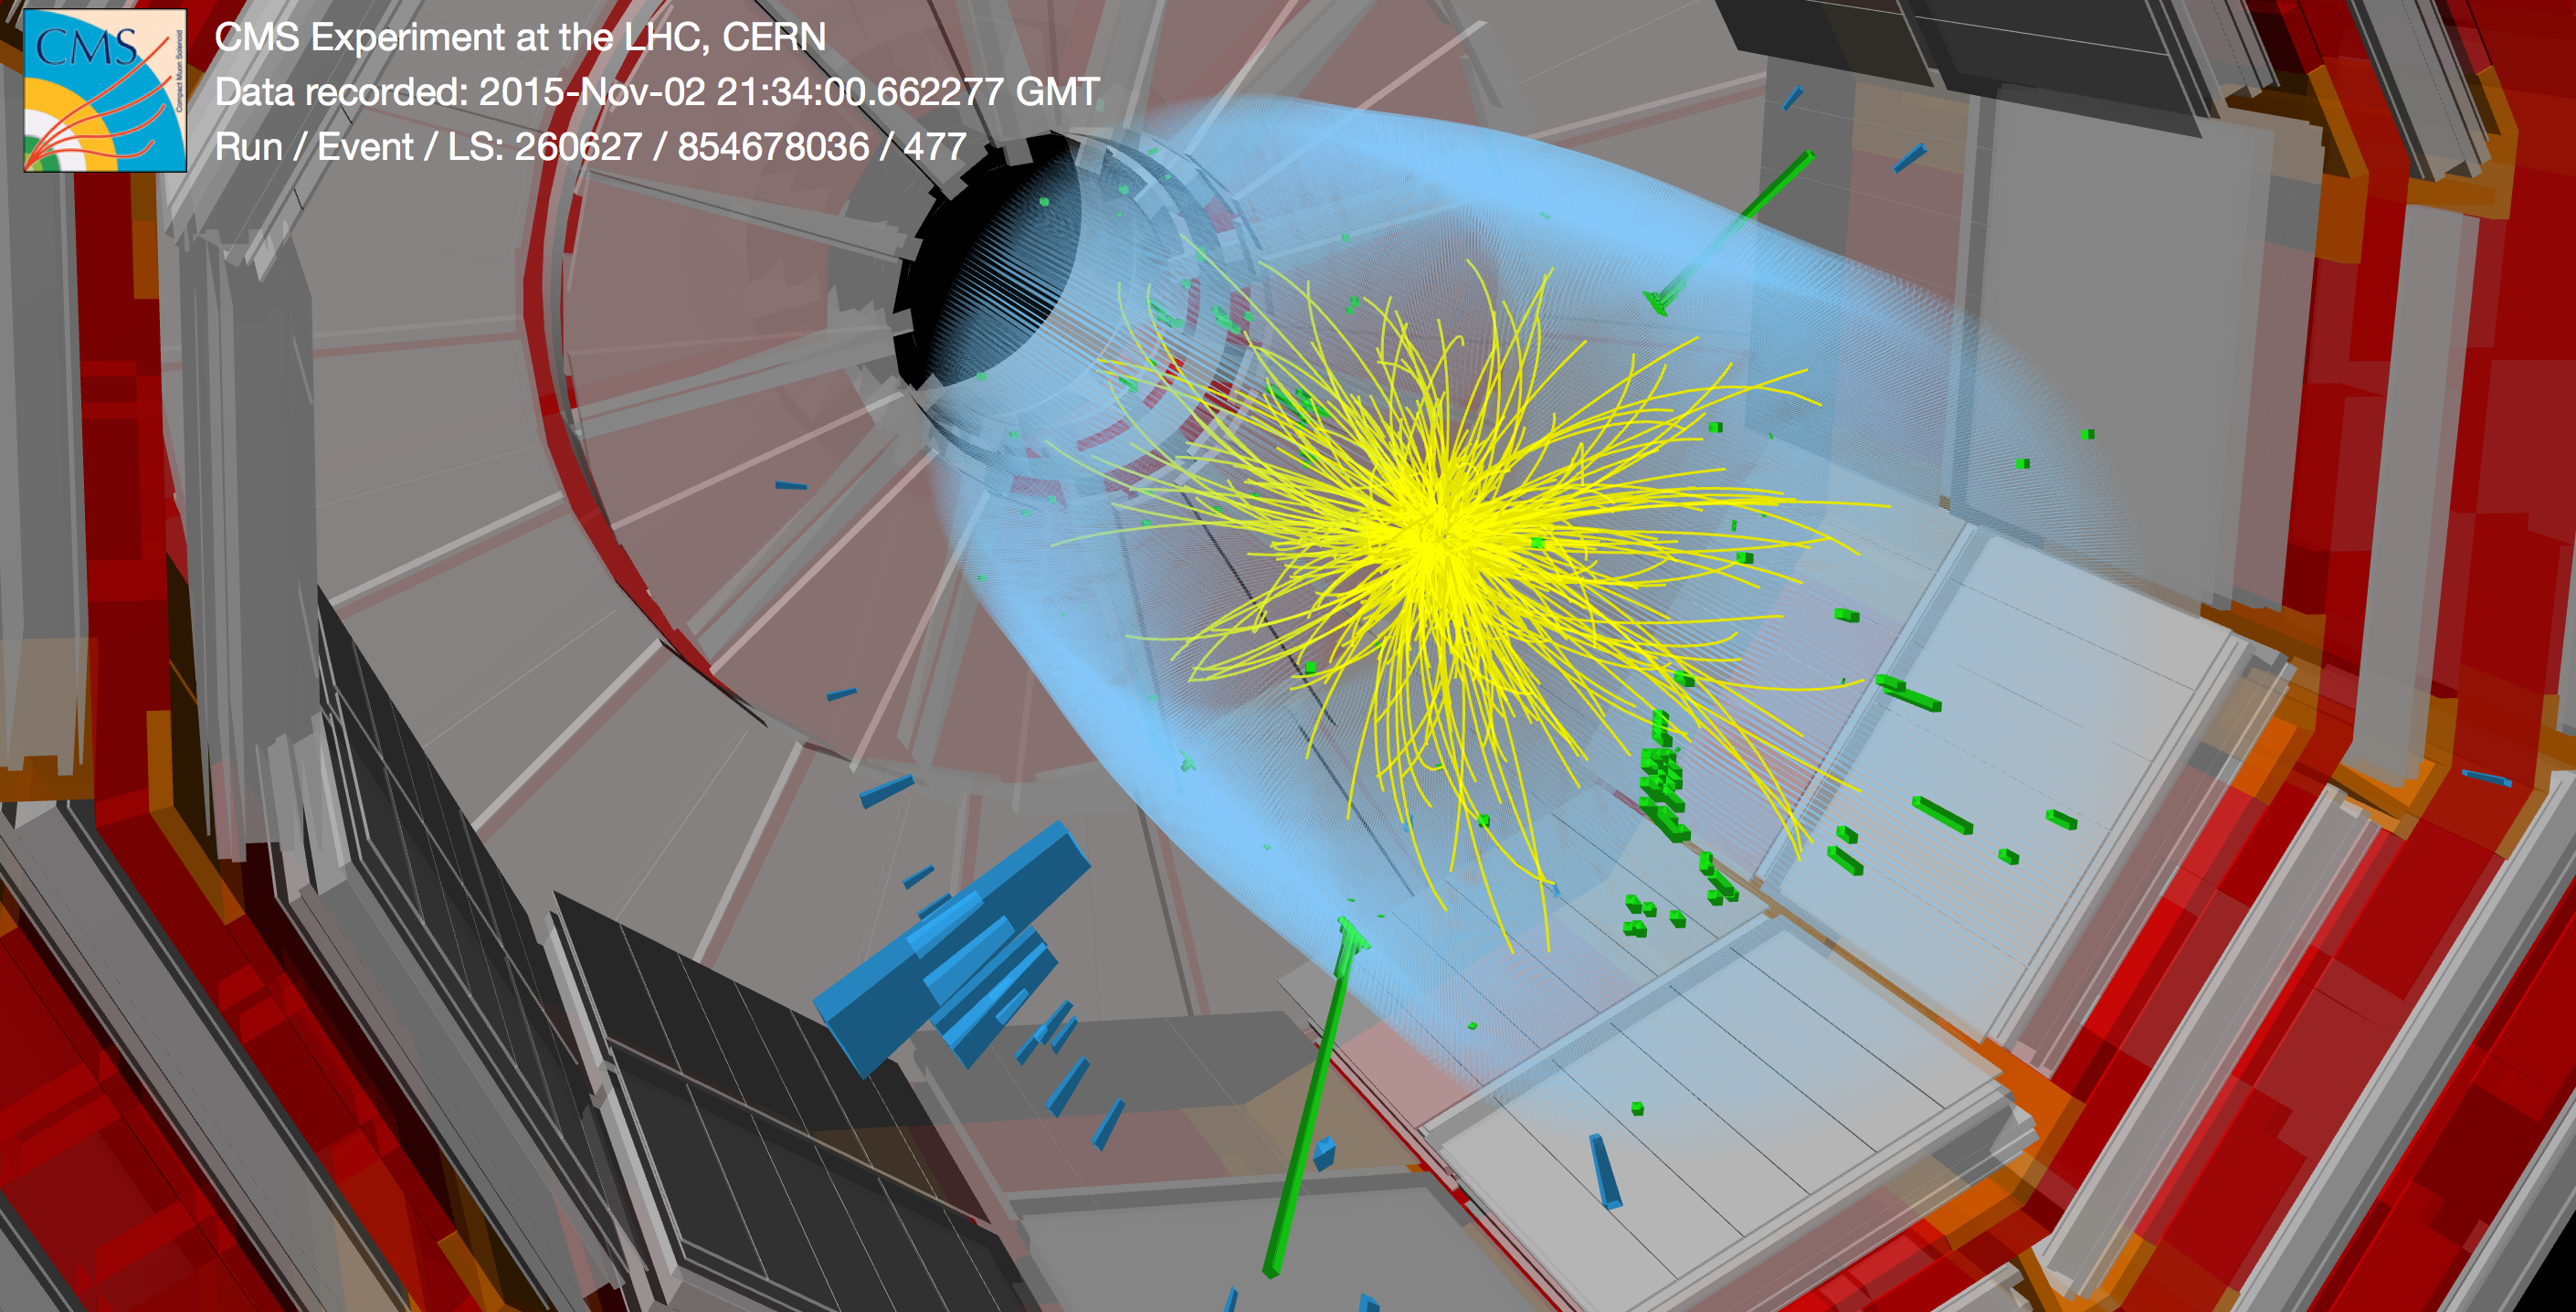 CMS
Compact Muon Solenoid
CMS Experiment at the LHC, CERN
Data recorded: 2015-Nov-02 21:34:00.662277 GMT
Run / Event / LS: 260627 / 854678036 / 477